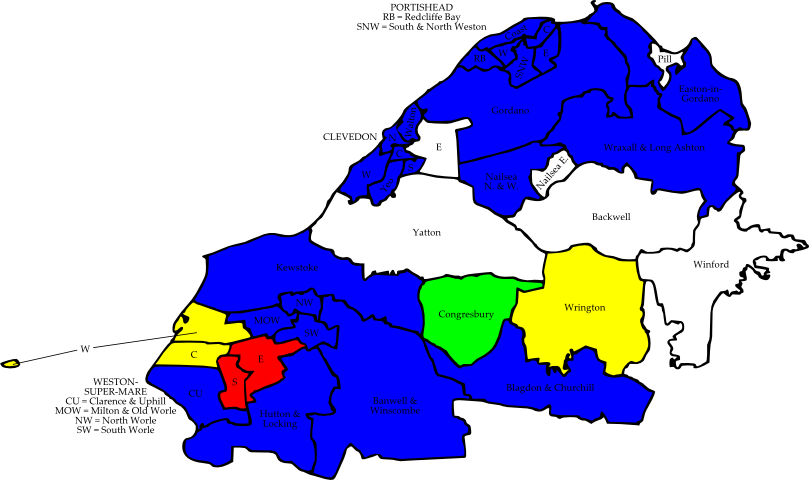 PORTISHEAD
RB = Redcliffe Bay
SNW = South & North Weston
Pill
Easton-in-
Gordano
Gordano
CLEVEDON
E
Wraxall & Long Ashton
Nailsea
N. & W
Nailsea E.
W
Backwell
Yatton
Winford
Kewstoke
NW
MOW
SW
Congresbury
Wrington
W
C
E
S
CU
WESTON-
SUPER-MARE
CU = Clarence & Uphill
MOW = Milton & Old Worle
NW = North Worle
SW = South Worle
Hutton &
Locking
Banwell &
Winscombe
Blagdon & Churchill